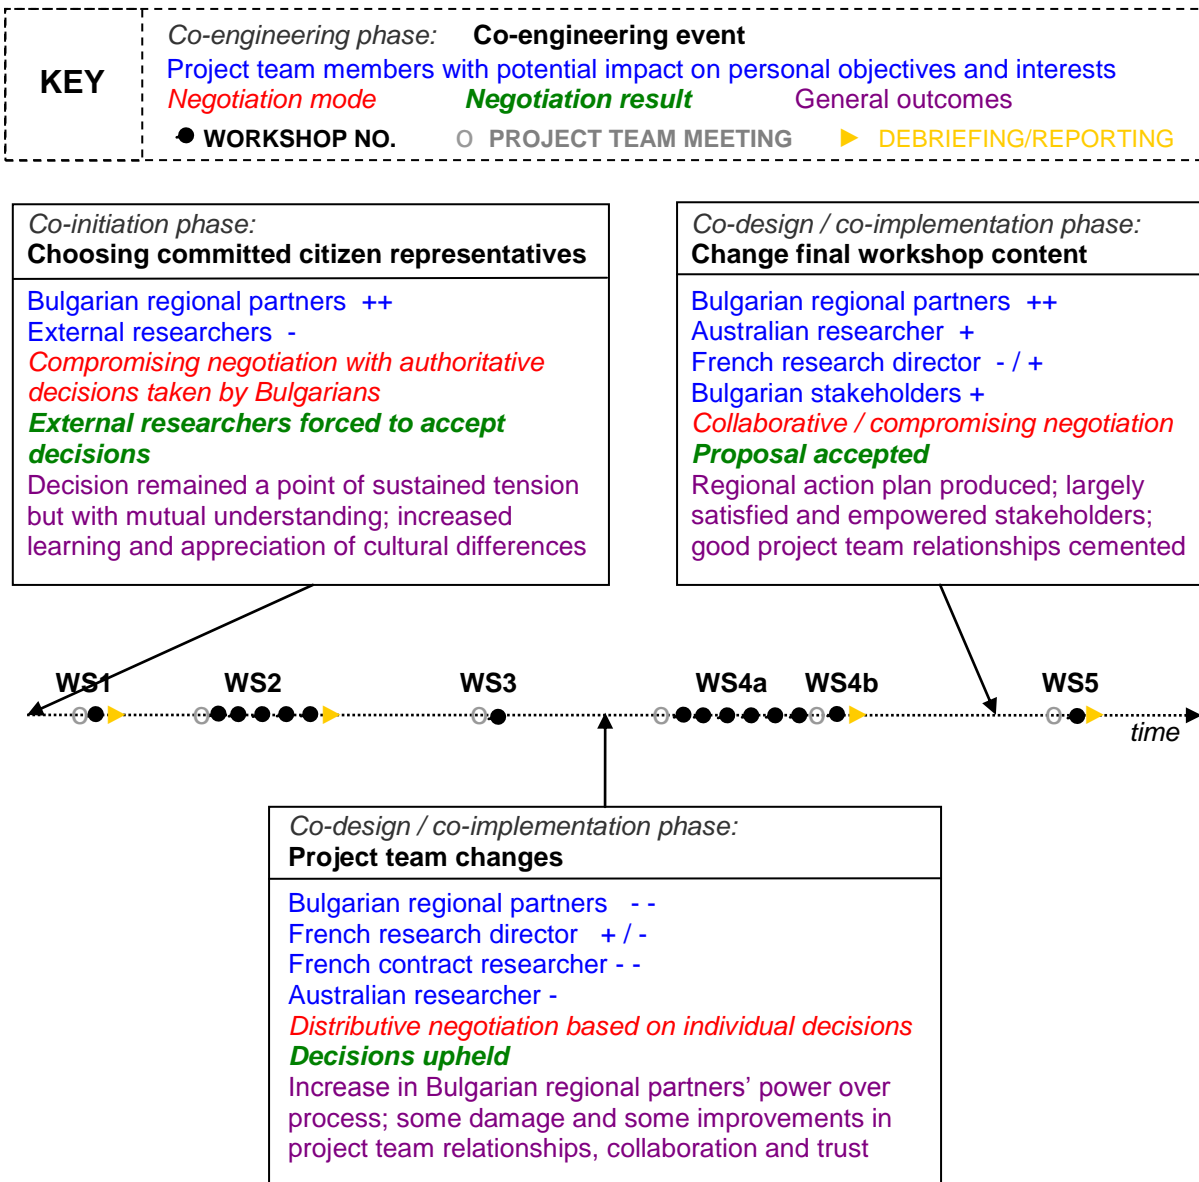 KEY
Co-engineering phase: Co-engineering event
Project team members with potential impact on personal objectives and interests
Negotiation mode Negotiation result General outcomes
WORKSHOP NO. PROJECT TEAM MEETING DEBRIEFING/REPORTING
Co-initiation phase:
Choosing committed citizen representatives
Bulgarian regional partners ++
External researchers -
Compromising negotiation with authoritative
decisions taken by Bulgarians
External researchers forced to accept
decisions
Decision remained a point of sustained tension
but with mutual understanding; increased
learning and appreciation of cultural differences
Co-design / co-implementation phase:
Change final workshop content
Bulgarian regional partners ++
Australian researcher +
French research director - / +
Bulgarian stakeholders +
Collaborative / compromising negotiation
Proposal accepted
Regional action plan produced; largely
satisfied and empowered stakeholders;
good project team relationships cemented
WS1 WS2 WS3 WS4a WS4b WS5
time
Co-design / co-implementation phase:
Project team changes
Bulgarian regional partners - -
French research director + / -
French contract researcher - -
Australian researcher -
Distributive negotiation based on individual decisions
Decisions upheld
Increase in Bulgarian regional partners' power over
process; some damage and some improvements in
project team relationships, collaboration and trust